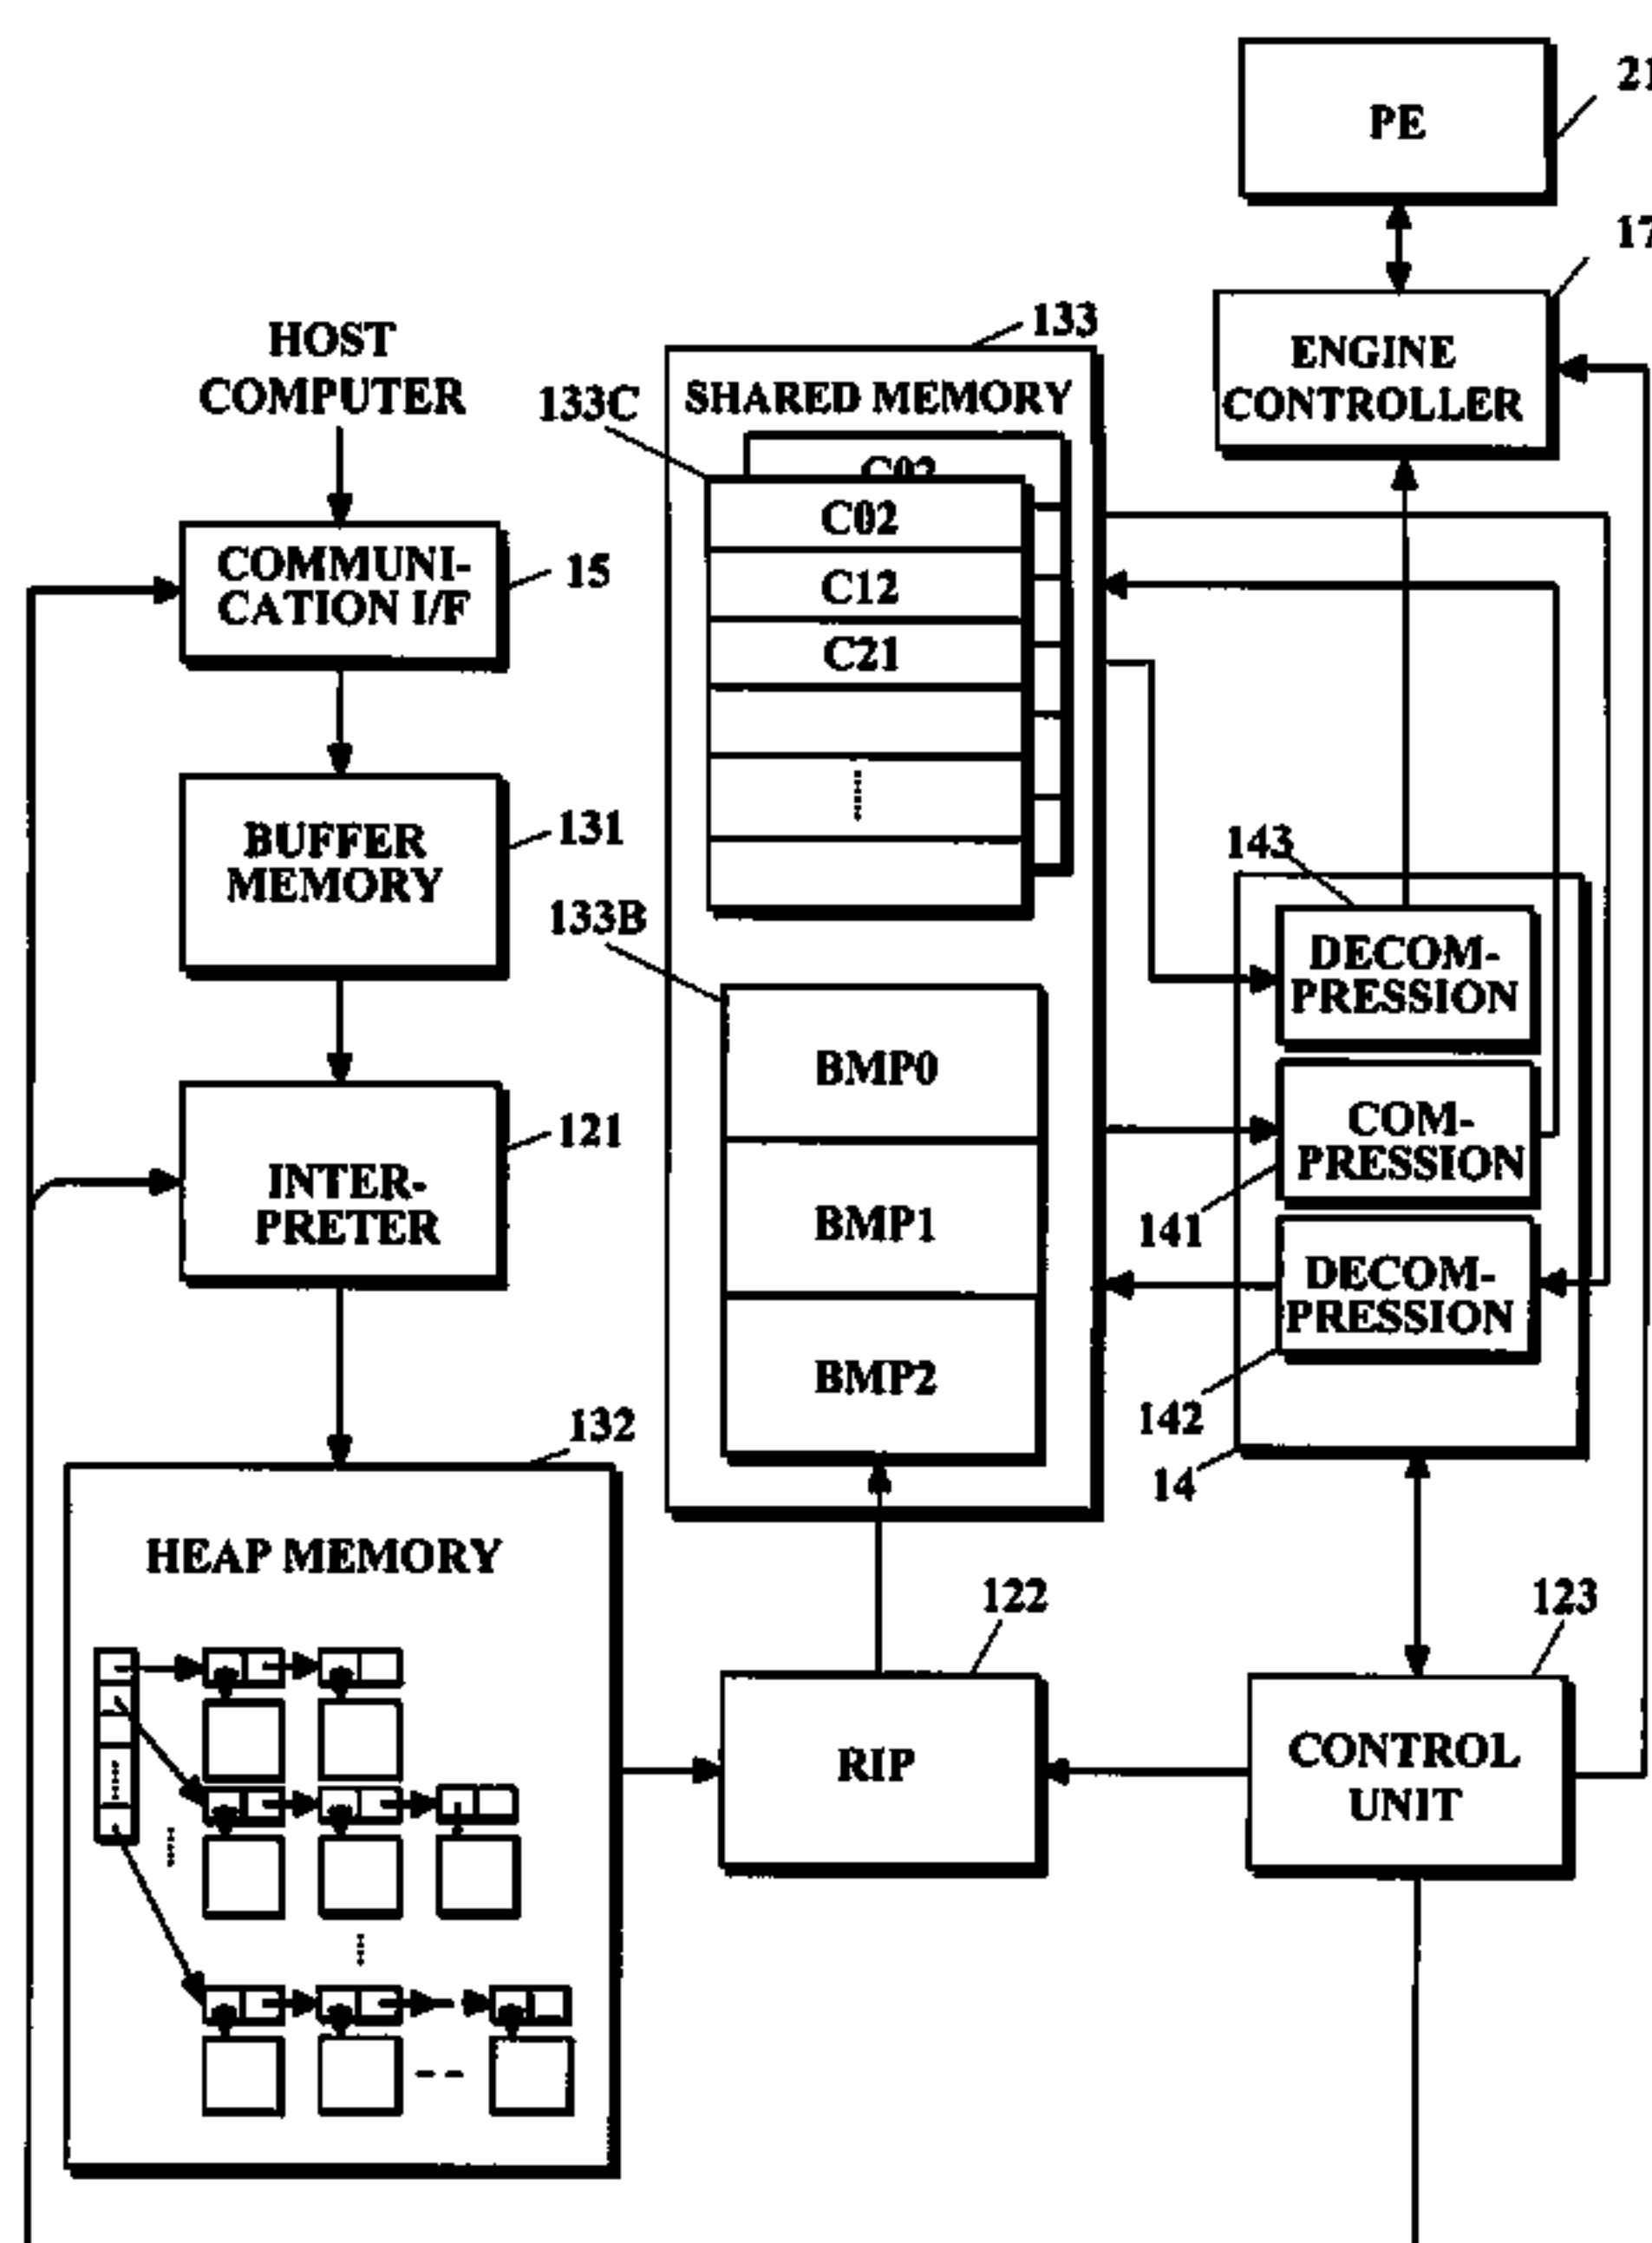 PE
21
17
ENGINE
CONTROLLER
HOST
COMPUTER
133
SHARED MEMORY
133C
C02
C02
C12
C21
COMMUNI-
CATION I/F
15
BUFFER
MEMORY
131
133B
BMP0
BMP1
BMP2
143
DECOM-
PRESSION
COM-
PRESSION
141
DECOM-
PRESSION
142
14
INTER-
PRETER
121
132
HEAP MEMORY
122
RIP
123
CONTROL
UNIT